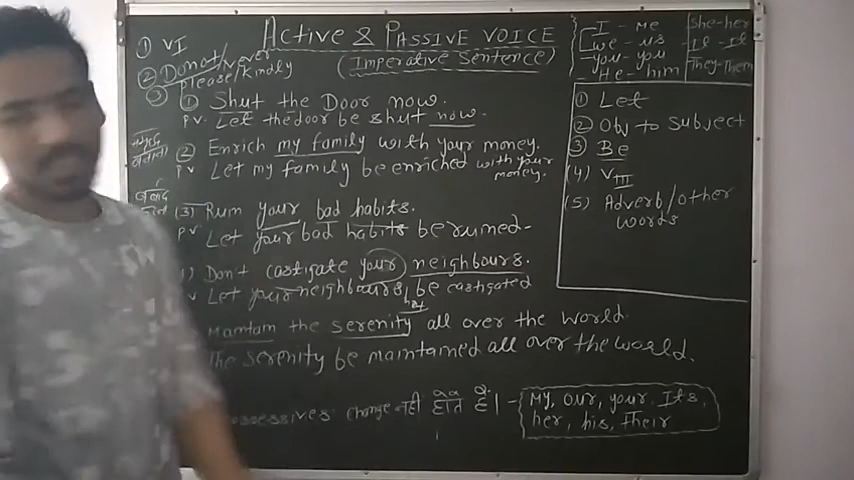 Active & Passive Voice
(Imperative Sentence)
① VI
② Donot/never
③ please/kindly
① Shut the Door now.
P.V. Let the door be shut now.
② Enrich my family with your money.
PV Let my family be enriched with your money.
(3) Ruin your bad habits.
PV Let your bad habits be ruined.
Don't castigate your neighbours.
Let your neighbours not be castigated
Maintain the serenity all over the world.
the serenity be maintained all over the world.
change नही होते है।
My, our, your, Its,
her, his, Their
I - Me
We - us
you - you
He - him
She-her
It - It
They-Them
① Let
② Obj to Subject
③ Be
(4) VIII
(5) Adverb/other
words